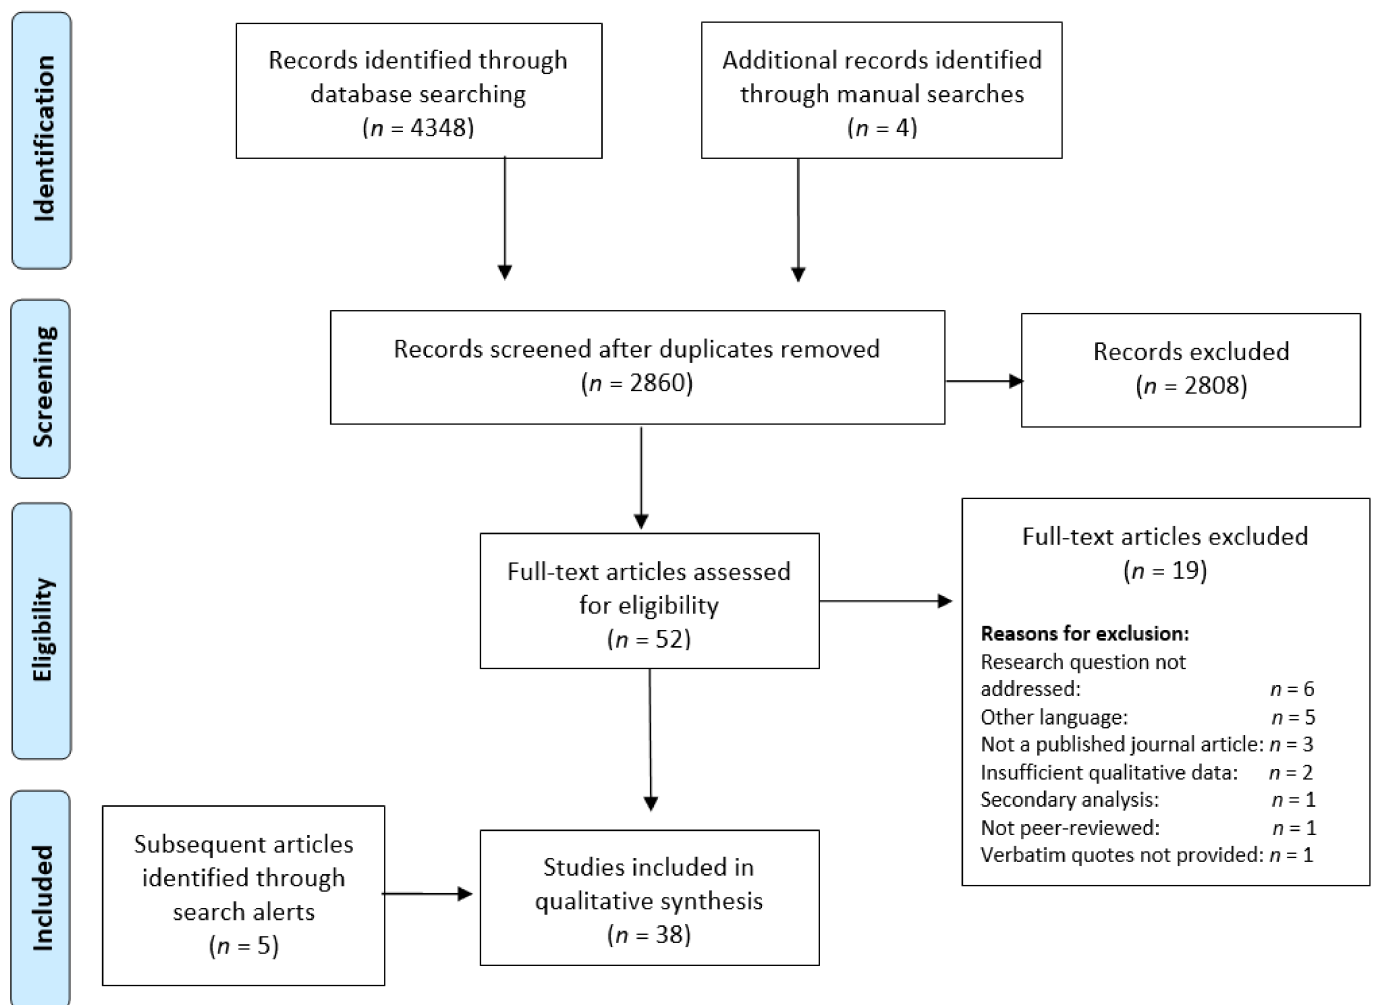 Identification
Records identified through
database searching
(n = 4348)
Additional records identified
through manual searches
(n = 4)
Screening
Records screened after duplicates removed
(n = 2860)
Records excluded
(n = 2808)
Eligibility
Full-text articles assessed
for eligibility
(n = 52)
Full-text articles excluded
(n = 19)
Reasons for exclusion:
Research question not
addressed: n = 6
Other language: n = 5
Not a published journal article: n = 3
Insufficient qualitative data: n = 2
Secondary analysis: n = 1
Not peer-reviewed: n = 1
Verbatim quotes not provided: n = 1
Included
Subsequent articles
identified through
search alerts
(n = 5)
Studies included in
qualitative synthesis
(n = 38)